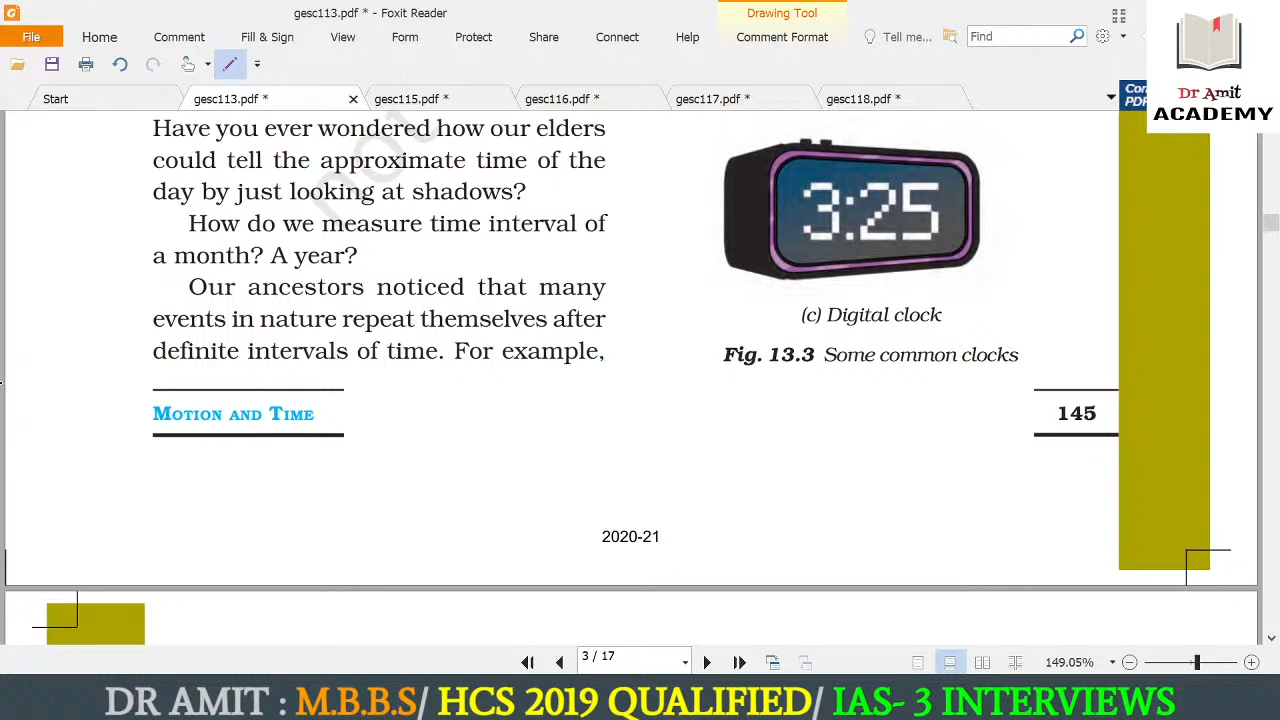 gesc113.pdf * - Foxit Reader
Drawing Tool
File Home Comment Fill & Sign View Form Protect Share Connect Help Comment Format Tell me... Find
Start gesc113.pdf * gesc115.pdf * gesc116.pdf * gesc117.pdf * gesc118.pdf *
Dr Amit
ACADEMY
Have you ever wondered how our elders
could tell the approximate time of the
day by just looking at shadows?
How do we measure time interval of
a month? A year?
Our ancestors noticed that many
events in nature repeat themselves after
definite intervals of time. For example,
3:25
(c) Digital clock
Fig. 13.3 Some common clocks
MOTION AND TIME
145
2020-21
3 / 17
149.05%
DR AMIT : M.B.B.S/ HCS 2019 QUALIFIED/ IAS- 3 INTERVIEWS